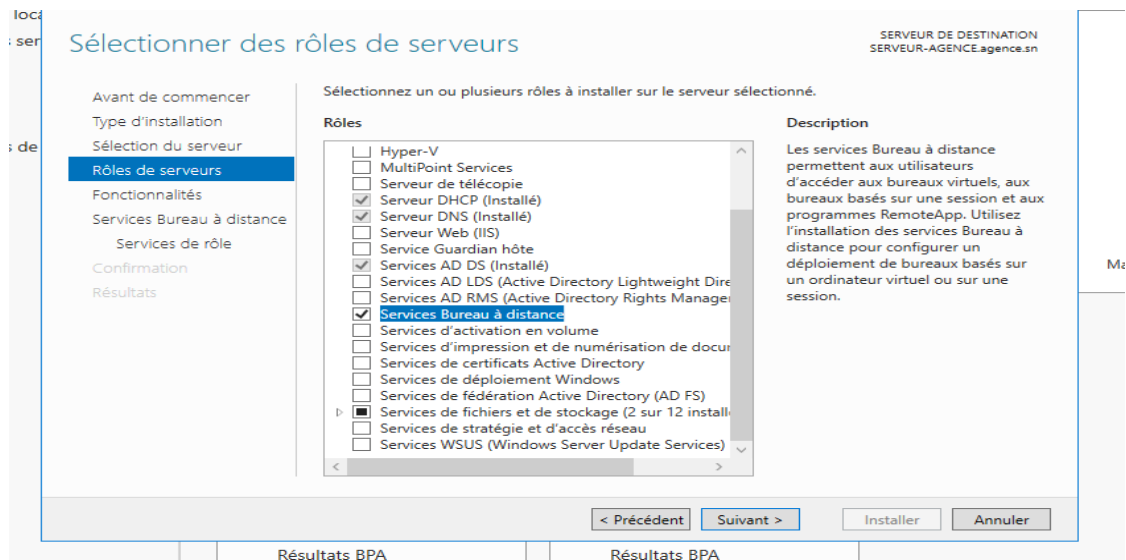 Sélectionner des rôles de serveurs
SERVEUR DE DESTINATION
SERVEUR-AGENCE.agence.sn
Avant de commencer
Type d'installation
Sélection du serveur
Rôles de serveurs
Fonctionnalités
Services Bureau à distance
Services de rôle
Confirmation
Résultats
Sélectionnez un ou plusieurs rôles à installer sur le serveur sélectionné.
Rôles
Hyper-V
MultiPoint Services
Serveur de télécopie
Serveur DHCP (Installé)
Serveur DNS (Installé)
Serveur Web (IIS)
Service Guardian hôte
Services AD DS (Installé)
Services AD LDS (Active Directory Lightweight Dire
Services AD RMS (Active Directory Rights Manage
Services Bureau à distance
Services d'activation en volume
Services d'impression et de numérisation de docu
Services de certificats Active Directory
Services de déploiement Windows
Services de fédération Active Directory (AD FS)
Services de fichiers et de stockage (2 sur 12 install
Services de stratégie et d'accès réseau
Services WSUS (Windows Server Update Services)
Description
Les services Bureau à distance
permettent aux utilisateurs
d'accéder aux bureaux virtuels, aux
bureaux basés sur une session et aux
programmes RemoteApp. Utilisez
l'installation des services Bureau à
distance pour configurer un
déploiement de bureaux basés sur
un ordinateur virtuel ou sur une
session.
< Précédent
Suivant >
Installer
Annuler
Résultats BPA
Résultats BPA